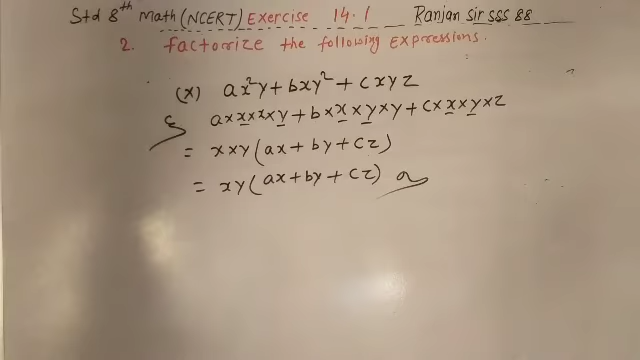 Std 8th Math (NCERT) Exercise 14.1 Ranjan sir sss 88
2. factorize the following expressions.
(x) ax²y + bxy² + cxyz
a×x×x×y + b×x×y×y + c×x×y×z
= x×y(ax+by+cz)
= xy(ax+by+cz)